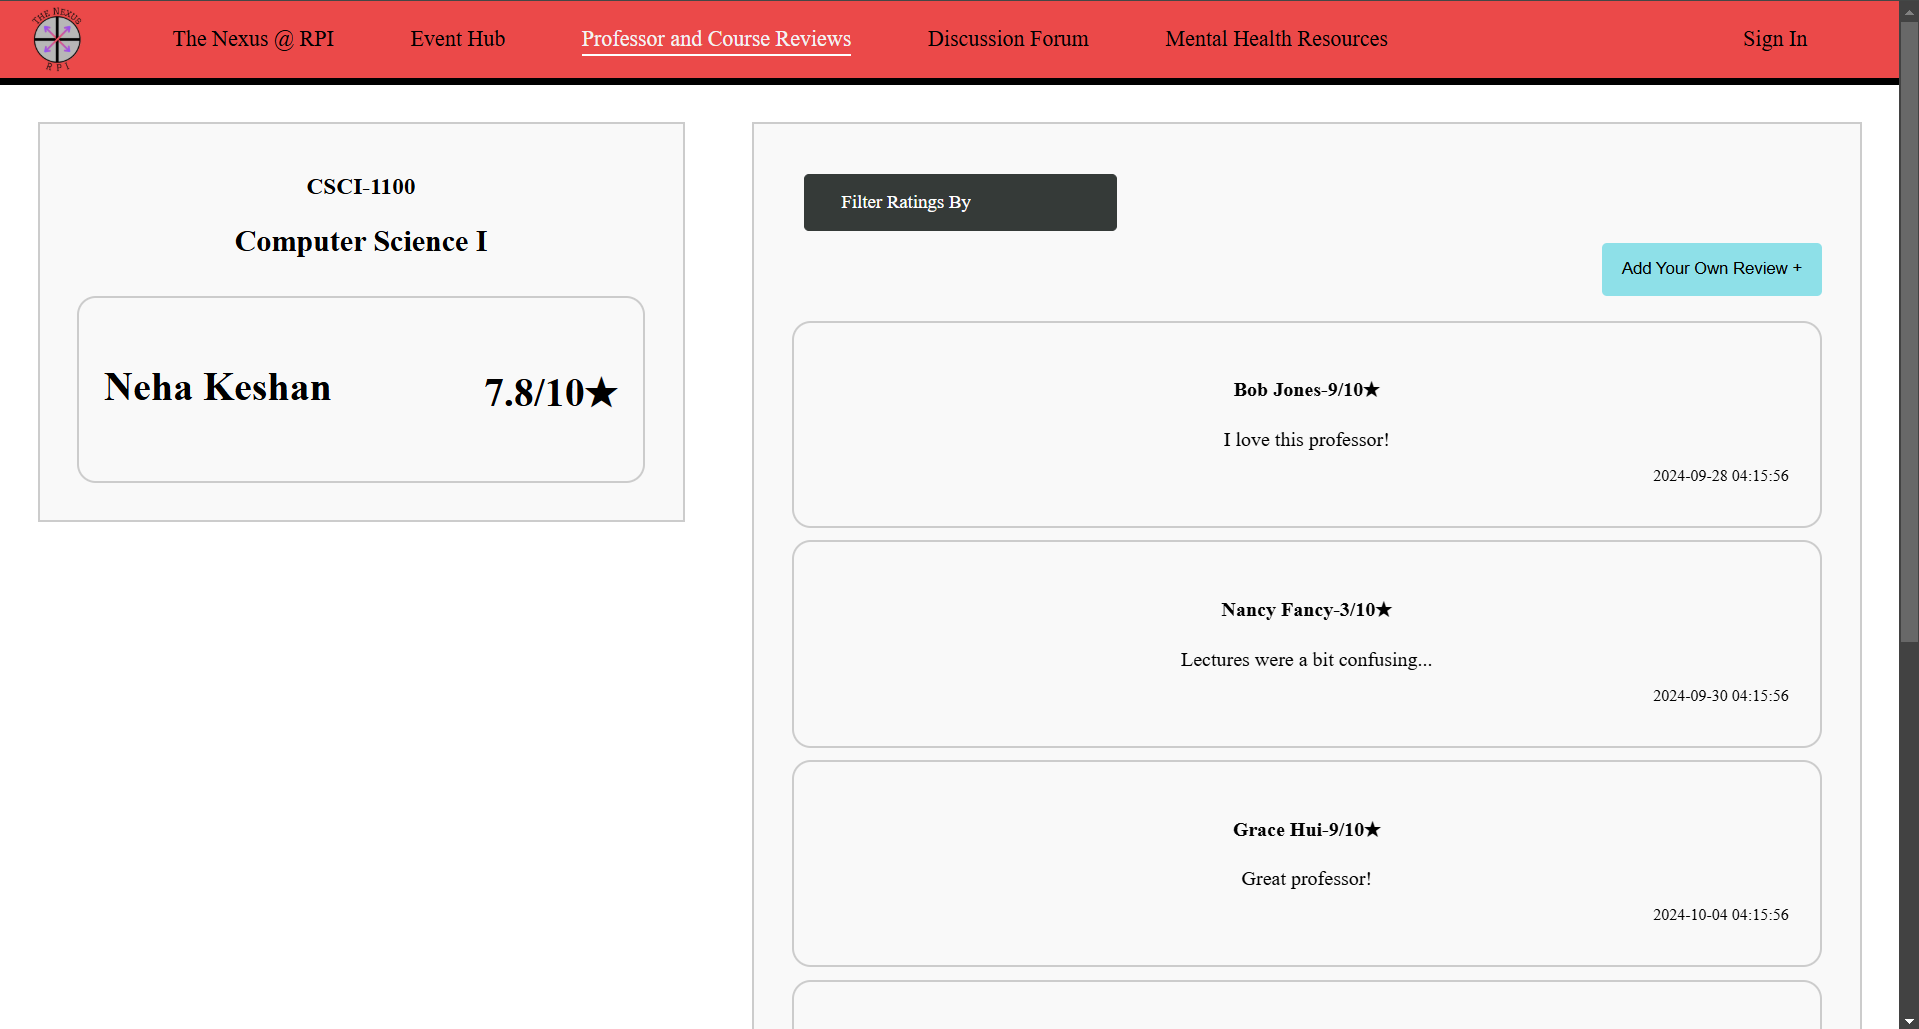 THE NEXUS
RPI
The Nexus @ RPI
Event Hub
Professor and Course Reviews
Discussion Forum
Mental Health Resources
Sign In
CSCI-1100
Computer Science I
Neha Keshan
7.8/10★
Filter Ratings By
Add Your Own Review +
Bob Jones-9/10★
I love this professor!
2024-09-28 04:15:56
Nancy Fancy-3/10★
Lectures were a bit confusing...
2024-09-30 04:15:56
Grace Hui-9/10★
Great professor!
2024-10-04 04:15:56